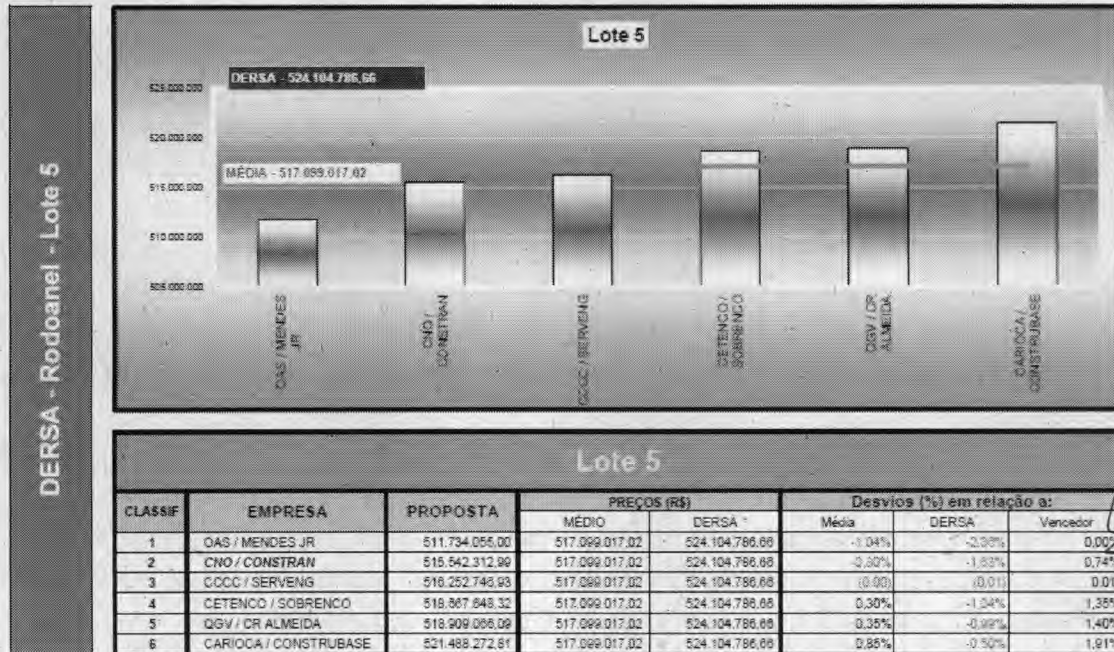 DERSA - Rodoanel - Lote 5
Lote 5
DERSA - 524.104.786,66
MÉDIA - 517.099.017,02
525.000.000
520.000.000
515.000.000
510.000.000
505.000.000
OAS / MENDES JR
CNO / CONSTRAN
CCCC / SERVENG
CETENCO / SOBRENCO
QGV / CR ALMEIDA
CARIOCA / CONSTRUBASE
Lote 5
CLASSIF EMPRESA PROPOSTA PREÇOS (R$) Desvios (%) em relação a:
MÉDIO DERSA Média DERSA Vencedor
1 OAS / MENDES JR 511.734.055,00 517.099.017,02 524.104.786,66 -1,04% 0,00%
2 CNO / CONSTRAN 515.542.312,99 517.099.017,02 524.104.786,66 0,74%
3 CCCC / SERVENG 516.252.746,93 517.099.017,02 524.104.786,66 (0,00) (0,01) 0,01
4 CETENCO / SOBRENCO 518.667.648,32 517.099.017,02 524.104.786,66 0,30% -1,04%
5 QGV / CR ALMEIDA 518.909.066,09 517.099.017,02 524.104.786,66 0,35% -0,99% 1,40%
6 CARIOCA / CONSTRUBASE 521.488.272,81 517.099.017,02 524.104.786,66 0,85% -0,50% 1,91%